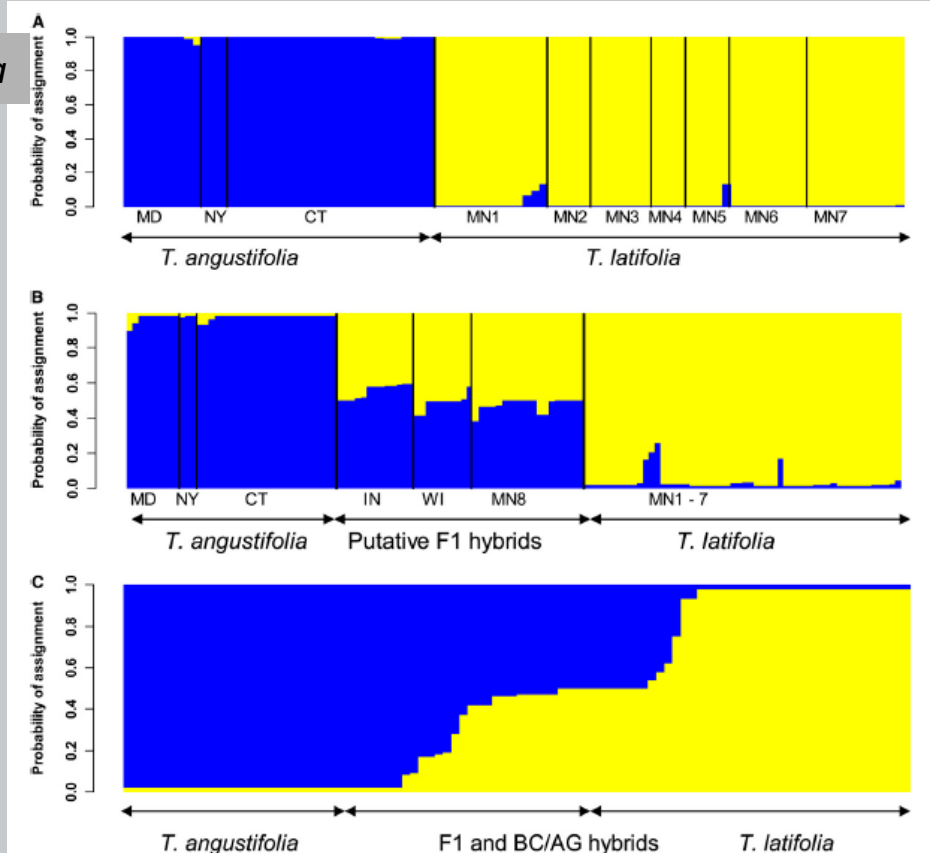 g
A
Probability of assignment
1.0
0.8
0.6
0.4
0.2
0.0
MD NY CT MN1 MN2 MN3 MN4 MN5 MN6 MN7
T. angustifolia T. latifolia
B
Probability of assignment
1.0
0.8
0.6
0.4
0.2
0.0
MD NY CT IN WI MN8 MN1 - 7
T. angustifolia Putative F1 hybrids T. latifolia
C
Probability of assignment
1.0
0.8
0.6
0.4
0.2
0.0
T. angustifolia F1 and BC/AG hybrids T. latifolia